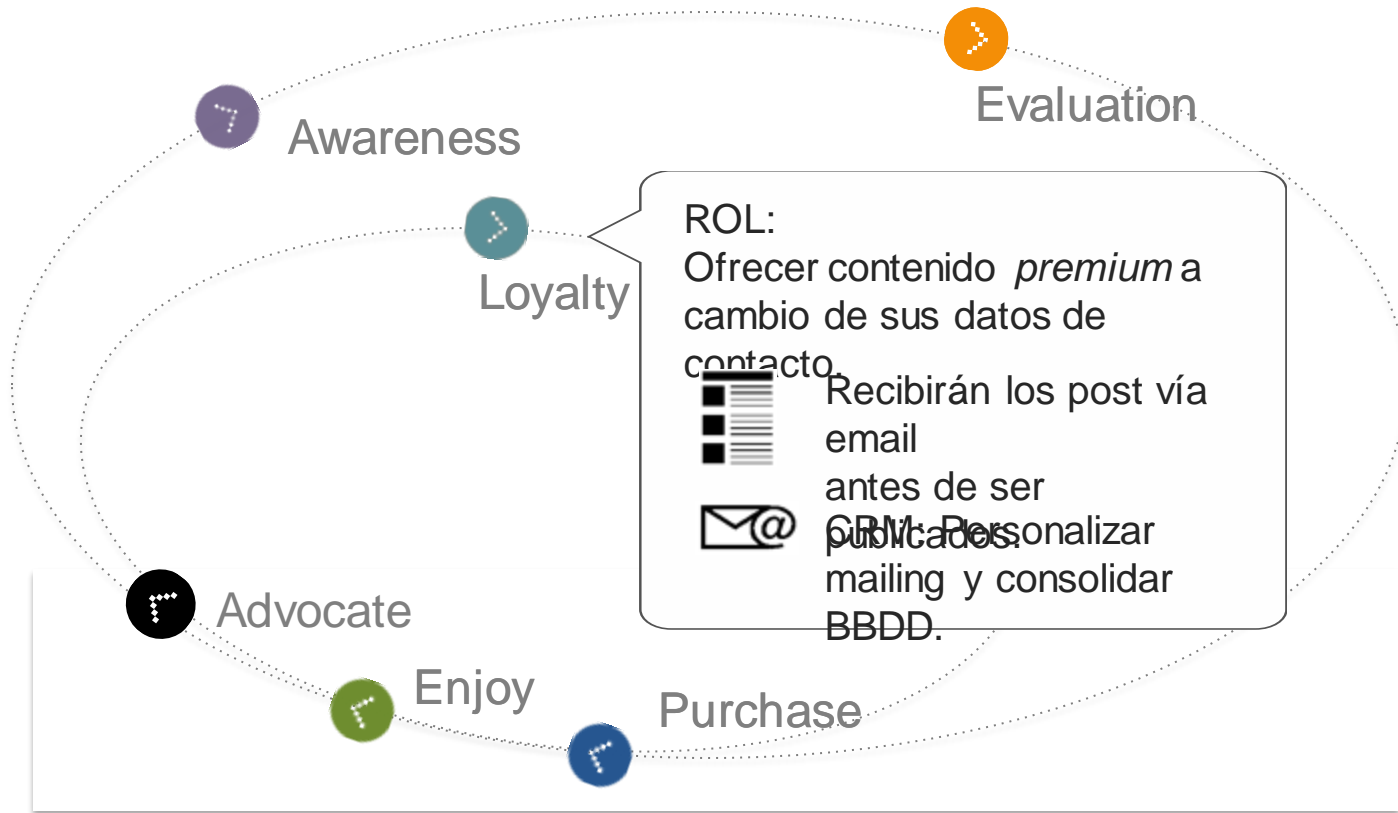 Evaluation
Awareness
Loyalty
ROL:
Ofrecer contenido premium a
cambio de sus datos de
contacto.
Recibirán los post vía
email
antes de ser
publicados.
CRM: Personalizar
mailing y consolidar
BBDD.
Advocate
Enjoy
Purchase